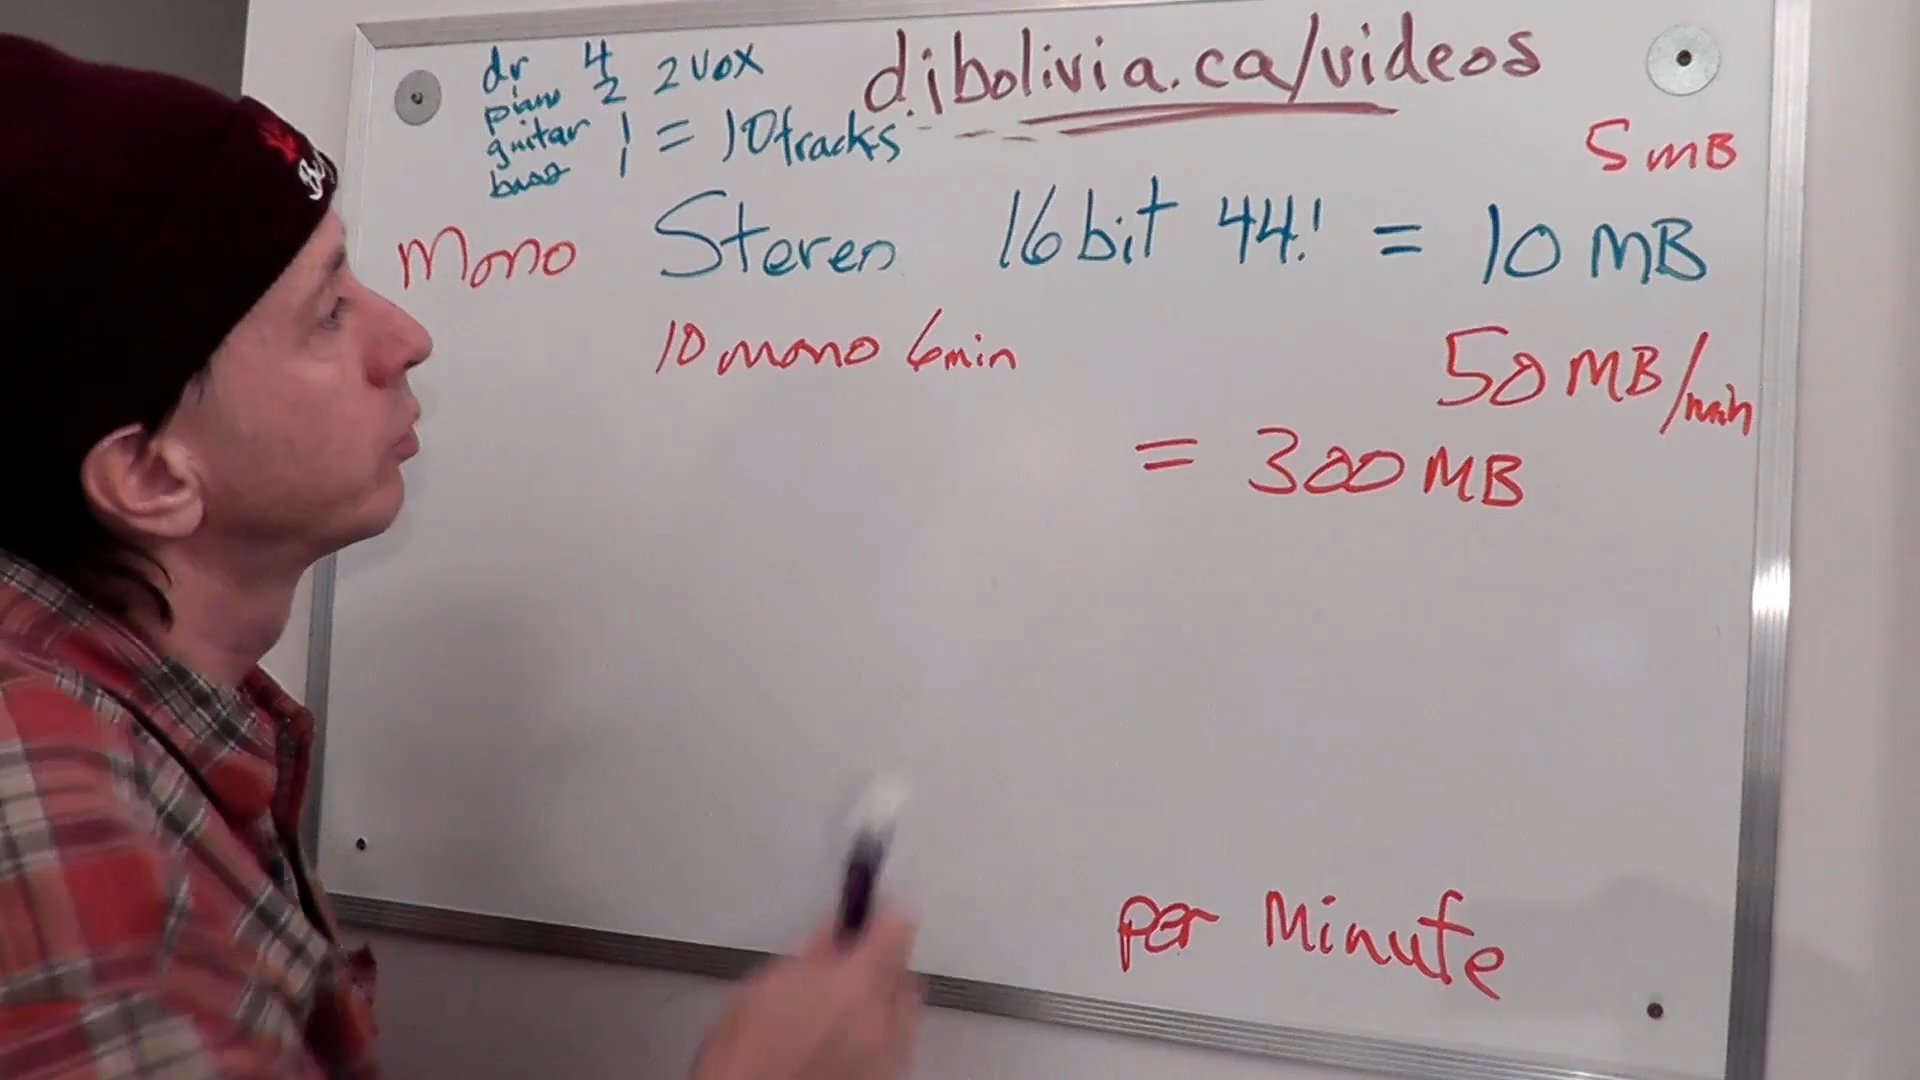 djbolivia.ca/videos
dr 4 2 vox
piano 2
guitar 1 = 10 tracks
bass 1
5 MB
Mono Stereo 16 bit 44.1 = 10 MB
10 mono 6 min
50 MB/min
= 300 MB
per Minute